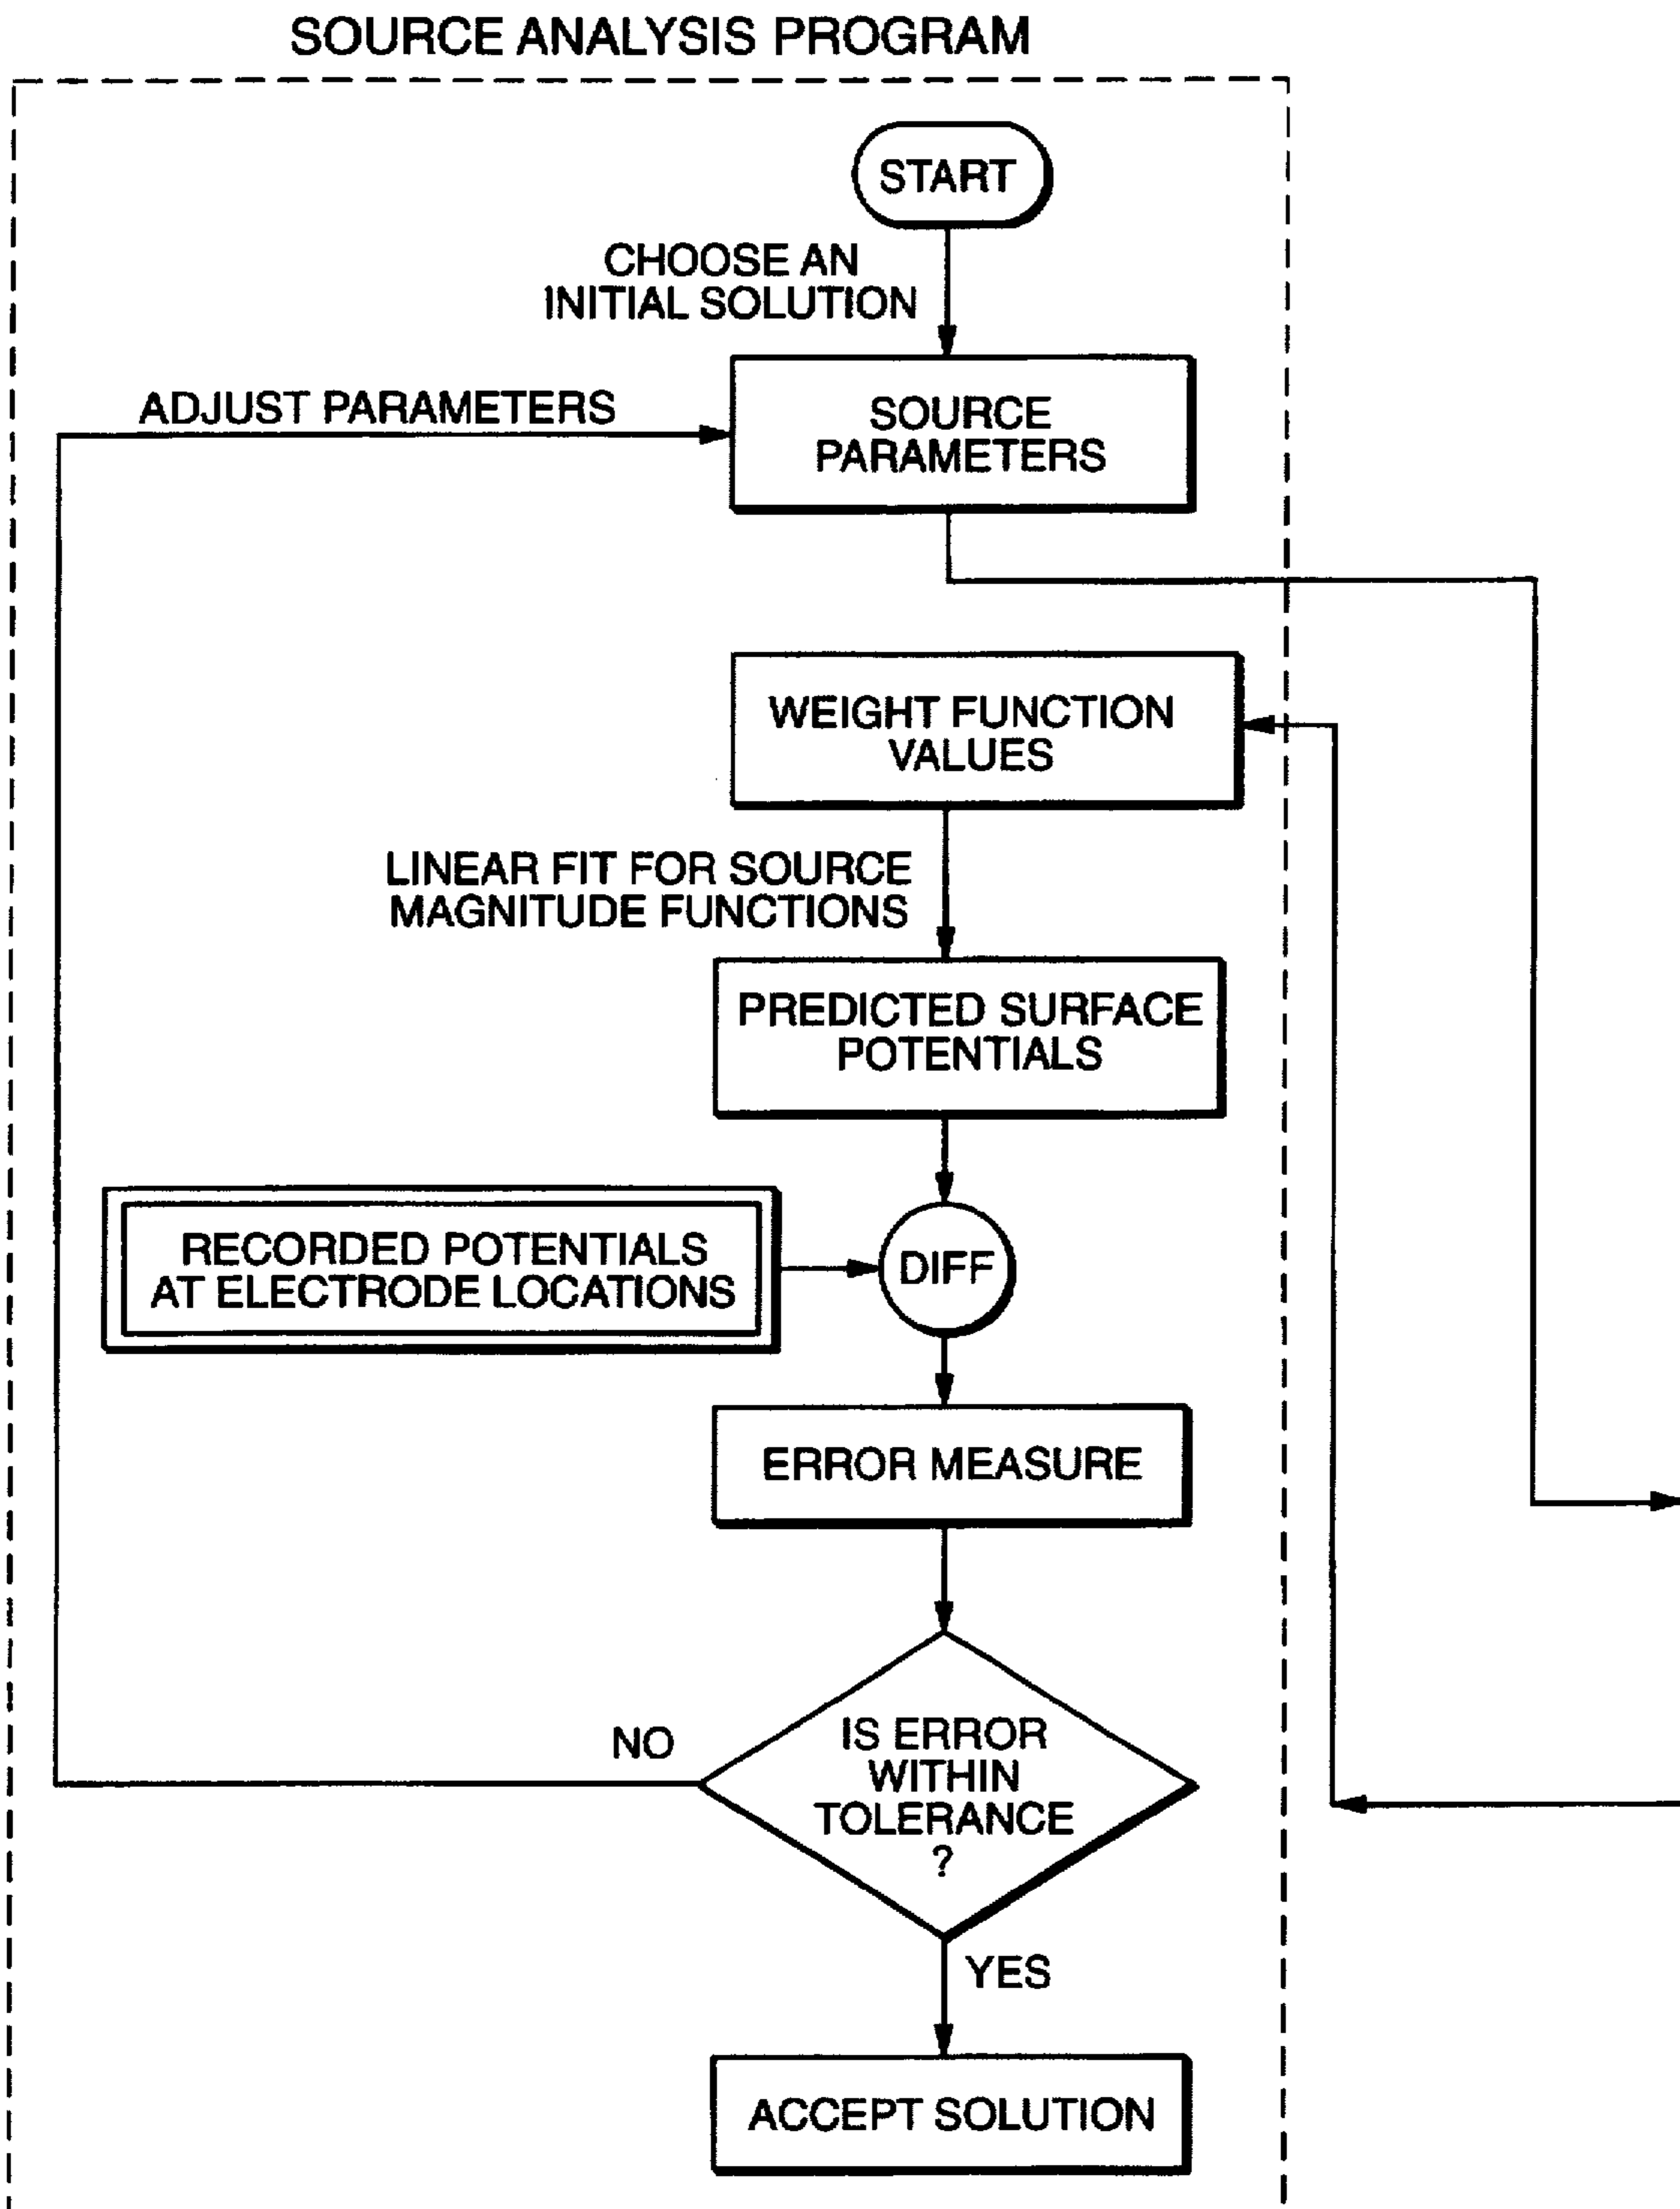 SOURCE ANALYSIS PROGRAM
START
CHOOSE AN
INITIAL SOLUTION
ADJUST PARAMETERS
SOURCE
PARAMETERS
WEIGHT FUNCTION
VALUES
LINEAR FIT FOR SOURCE
MAGNITUDE FUNCTIONS
PREDICTED SURFACE
POTENTIALS
RECORDED POTENTIALS
AT ELECTRODE LOCATIONS
DIFF
ERROR MEASURE
NO
IS ERROR
WITHIN
TOLERANCE
?
YES
ACCEPT SOLUTION